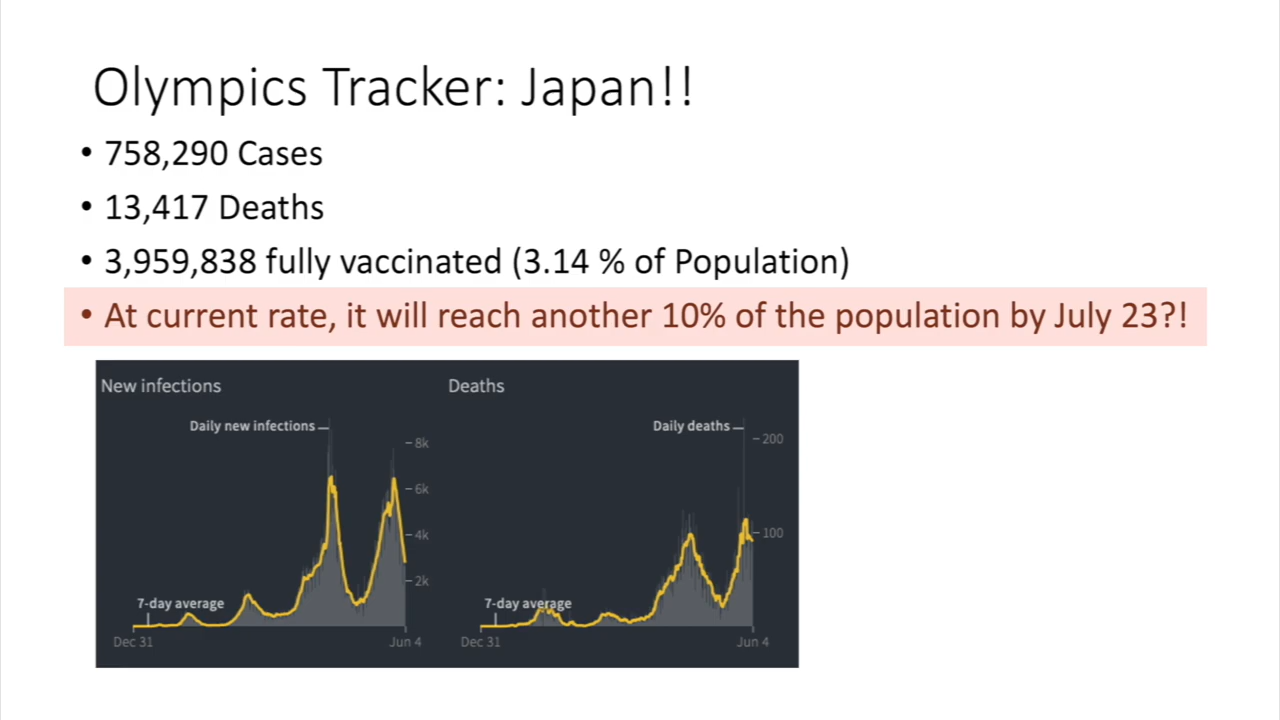 Olympics Tracker: Japan!!
• 758,290 Cases
• 13,417 Deaths
• 3,959,838 fully vaccinated (3.14 % of Population)
• At current rate, it will reach another 10% of the population by July 23?!
New infections
Daily new infections
8k
6k
4k
2k
7-day average
Dec 31
Jun 4
Deaths
Daily deaths
200
100
7-day average
Dec 31
Jun 4